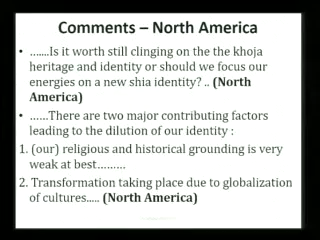 Comments – North America
• …....Is it worth still clinging on the the khoja
heritage and identity or should we focus our
energies on a new shia identity? .. (North
America)
• ……There are two major contributing factors
leading to the dilution of our identity :
1. (our) religious and historical grounding is very
weak at best………
2. Transformation taking place due to globalization
of cultures..... (North America)